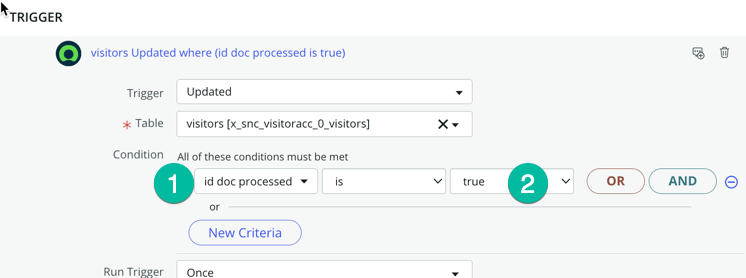 TRIGGER
visitors Updated where (id doc processed is true)
Trigger Updated
* Table visitors [x_snc_visitoracc_0_visitors]
Condition All of these conditions must be met
1 id doc processed is true 2 OR AND
or
New Criteria
Run Trigger Once